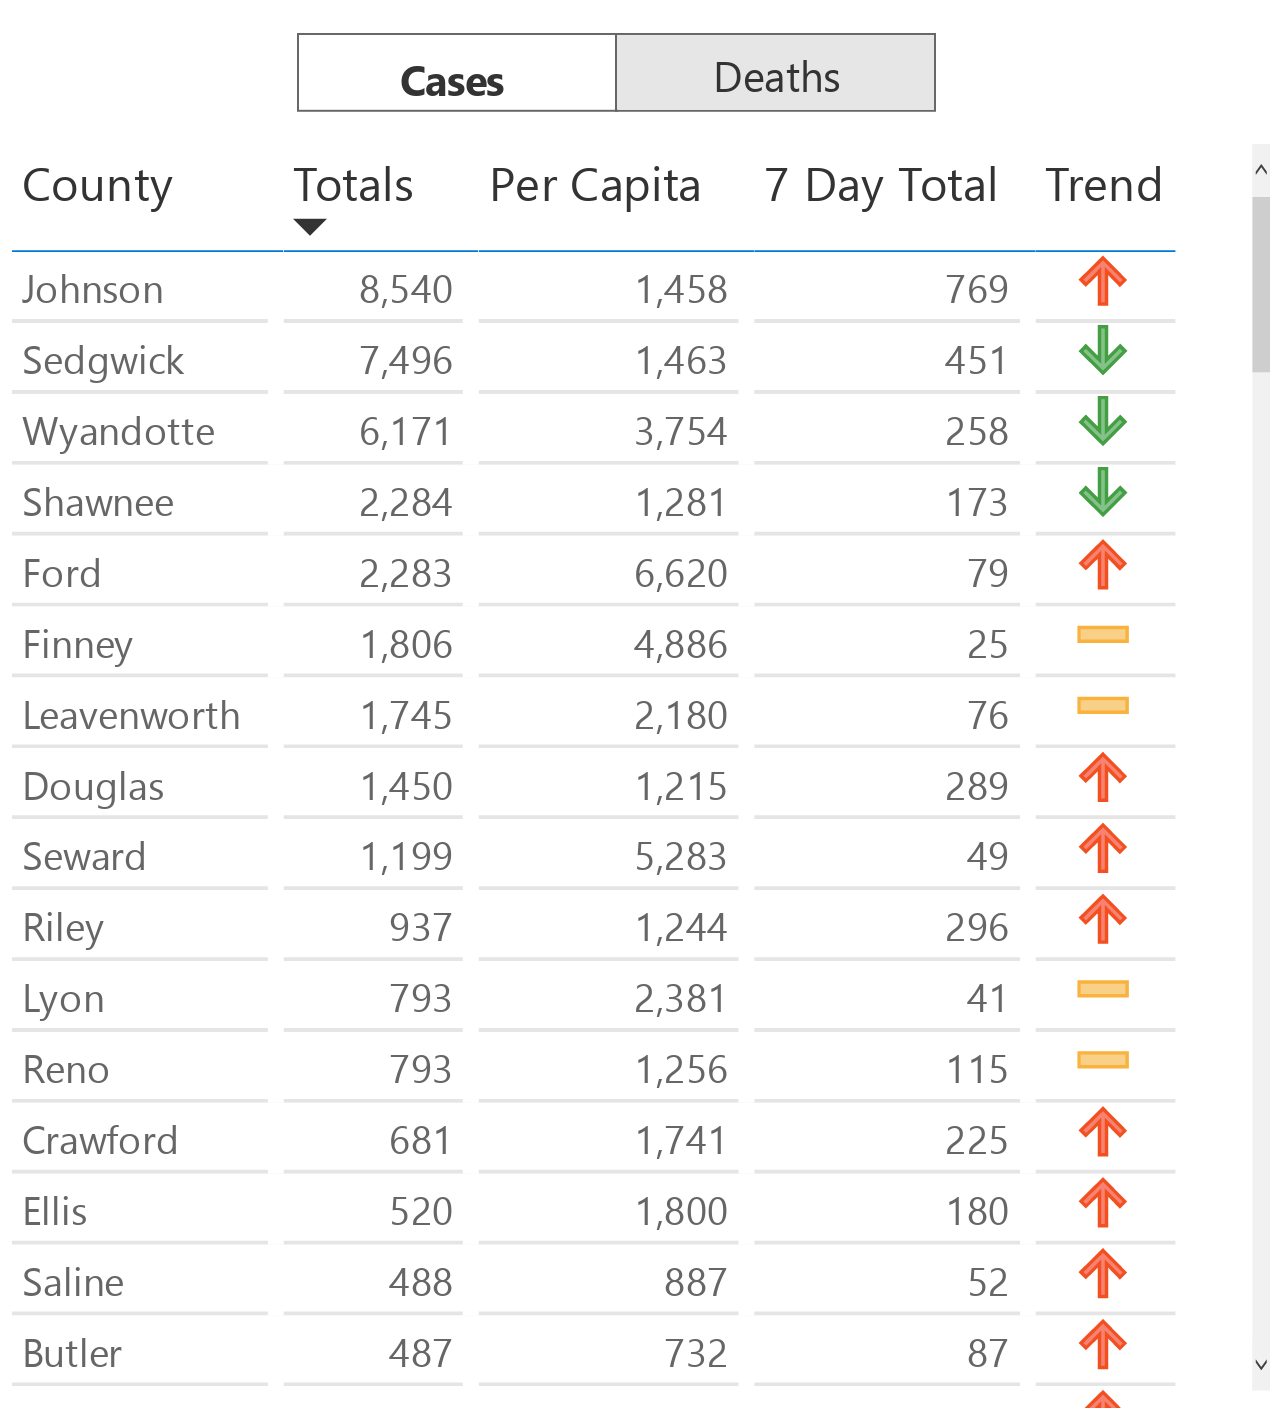 Cases Deaths
County Totals Per Capita 7 Day Total Trend
Johnson 8,540 1,458 769
Sedgwick 7,496 1,463 451
Wyandotte 6,171 3,754 258
Shawnee 2,284 1,281 173
Ford 2,283 6,620 79
Finney 1,806 4,886 25
Leavenworth 1,745 2,180 76
Douglas 1,450 1,215 289
Seward 1,199 5,283 49
Riley 937 1,244 296
Lyon 793 2,381 41
Reno 793 1,256 115
Crawford 681 1,741 225
Ellis 520 1,800 180
Saline 488 887 52
Butler 487 732 87